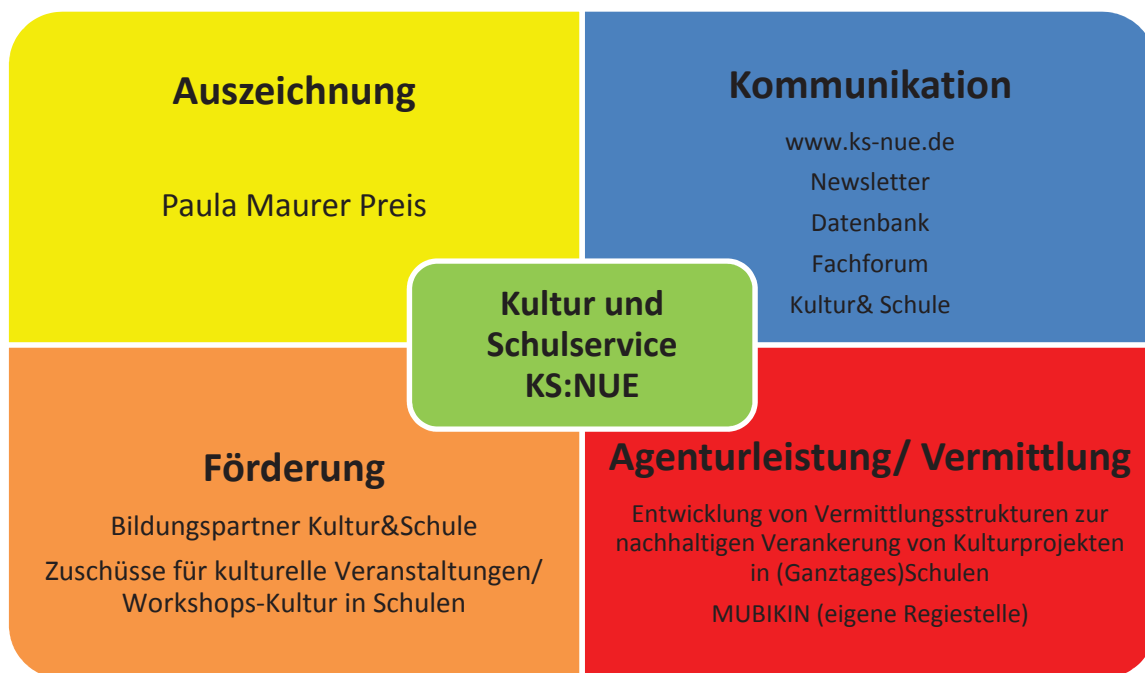 Auszeichnung
Paula Maurer Preis
Kommunikation
www.ks-nue.de
Newsletter
Datenbank
Fachforum
Kultur& Schule
Kultur und
Schulservice
KS:NUE
Förderung
Bildungspartner Kultur&Schule
Zuschüsse für kulturelle Veranstaltungen/
Workshops-Kultur in Schulen
Agenturleistung/ Vermittlung
Entwicklung von Vermittlungsstrukturen zur
nachhaltigen Verankerung von Kulturprojekten
in (Ganztages)Schulen
MUBIKIN (eigene Regiestelle)